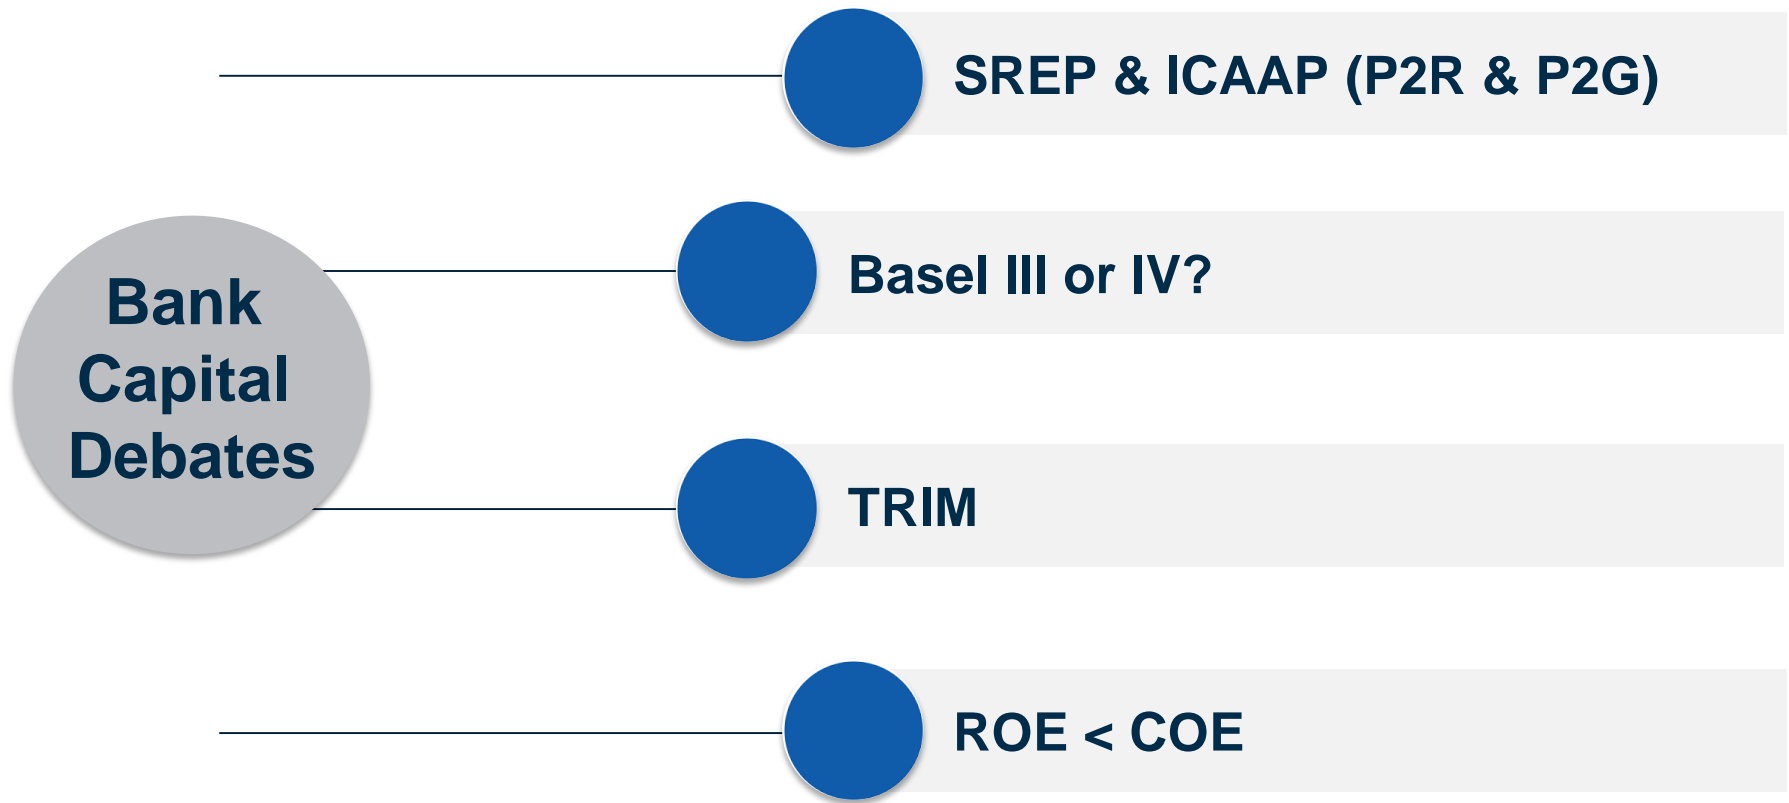 Bank
Capital
Debates
SREP & ICAAP (P2R & P2G)
Basel III or IV?
TRIM
ROE < COE